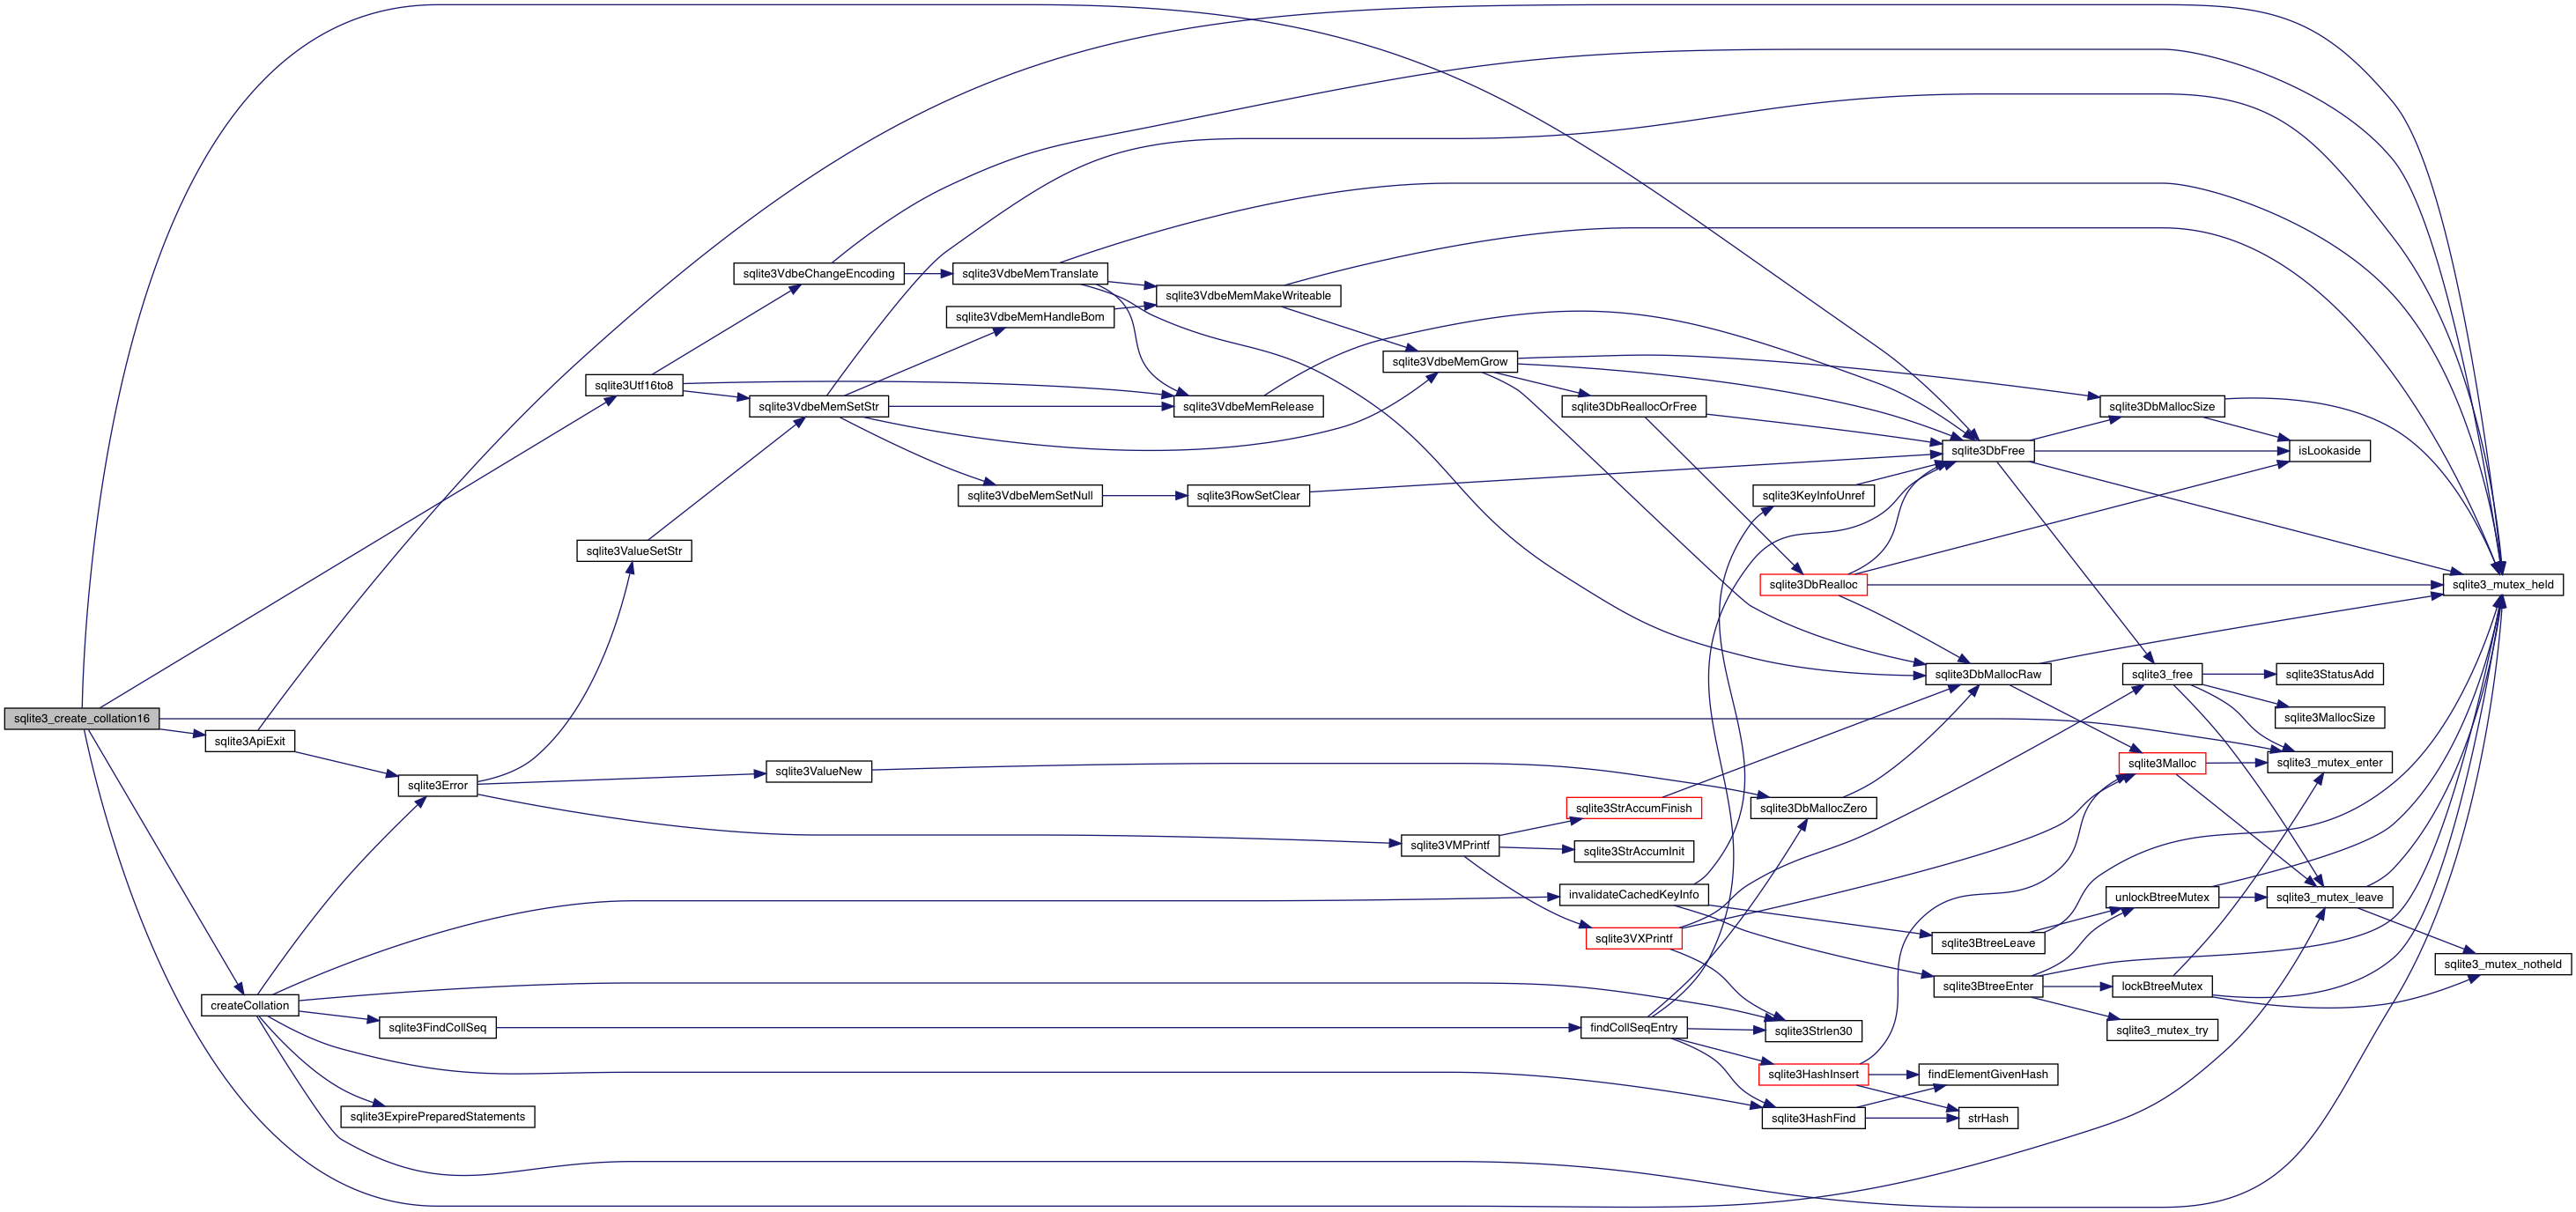 sqlite3_create_collation16
sqlite3ApiExit
createCollation
sqlite3Error
sqlite3FindCollSeq
sqlite3ExpirePreparedStatements
sqlite3Utf16to8
sqlite3ValueSetStr
sqlite3VdbeChangeEncoding
sqlite3VdbeMemSetStr
sqlite3ValueNew
sqlite3VdbeMemTranslate
sqlite3VdbeMemHandleBom
sqlite3VdbeMemSetNull
sqlite3VdbeMemMakeWriteable
sqlite3VdbeMemRelease
sqlite3RowSetClear
sqlite3VdbeMemGrow
sqlite3VMPrintf
sqlite3DbReallocOrFree
sqlite3StrAccumFinish
sqlite3StrAccumInit
invalidateCachedKeyInfo
sqlite3VXPrintf
findCollSeqEntry
sqlite3KeyInfoUnref
sqlite3DbRealloc
sqlite3DbMallocZero
sqlite3Strlen30
sqlite3HashInsert
sqlite3HashFind
sqlite3DbFree
sqlite3DbMallocRaw
sqlite3BtreeLeave
sqlite3BtreeEnter
findElementGivenHash
strHash
sqlite3DbMallocSize
sqlite3_free
sqlite3Malloc
unlockBtreeMutex
lockBtreeMutex
sqlite3_mutex_try
isLookaside
sqlite3StatusAdd
sqlite3MallocSize
sqlite3_mutex_enter
sqlite3_mutex_leave
sqlite3_mutex_held
sqlite3_mutex_notheld